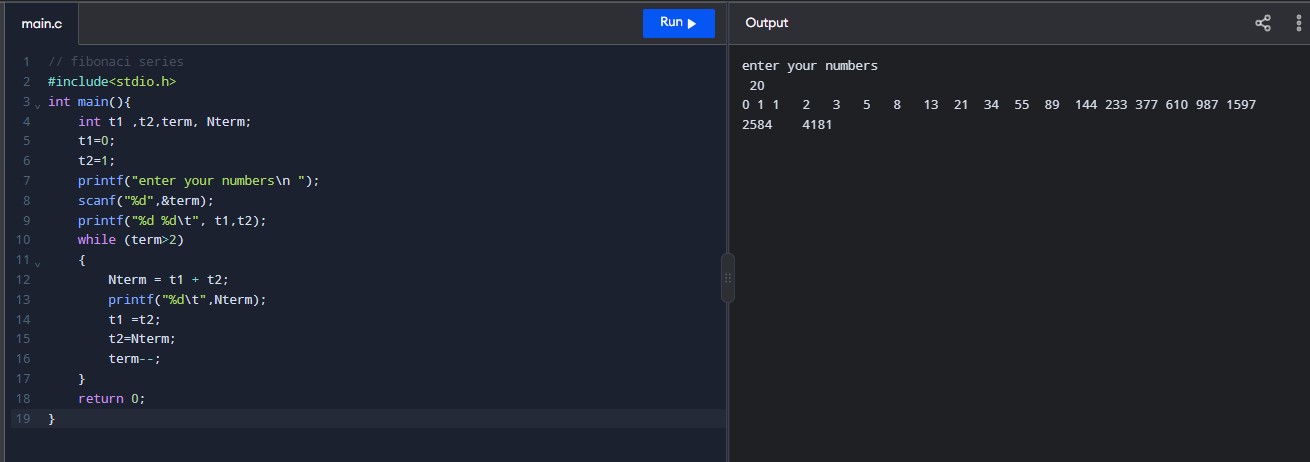 main.c
Run
Output
1 // fibonaci series
2 #include<stdio.h>
3 int main(){
4 int t1 ,t2,term, Nterm;
5 t1=0;
6 t2=1;
7 printf("enter your numbers\n ");
8 scanf("%d",&term);
9 printf("%d %d\t", t1,t2);
10 while (term>2)
11 {
12 Nterm = t1 + t2;
13 printf("%d\t",Nterm);
14 t1 =t2;
15 t2=Nterm;
16 term--;
17 }
18 return 0;
19 }
enter your numbers
20
0 1 1 2 3 5 8 13 21 34 55 89 144 233 377 610 987 1597
2584 4181